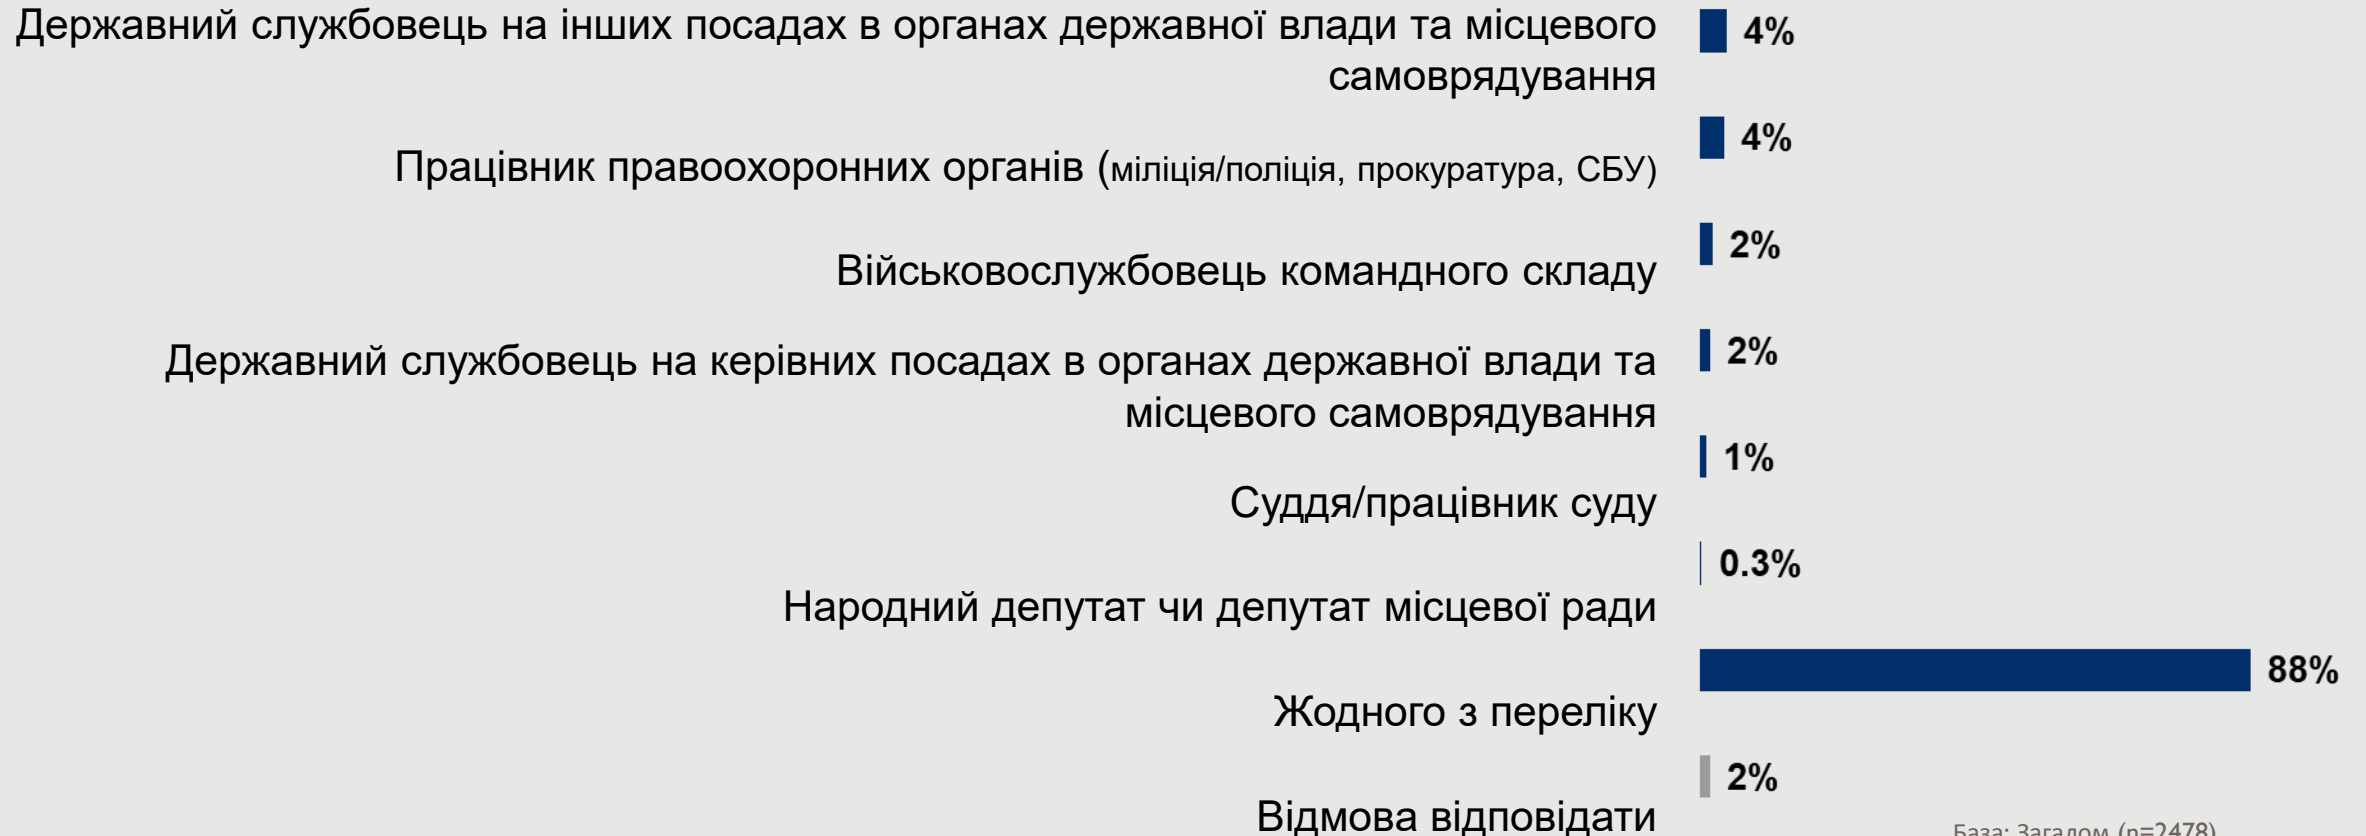 Державний службовець на інших посадах в органах державної влади та місцевого
самоврядування
4%
Працівник правоохоронних органів (міліція/поліція, прокуратура, СБУ)
4%
Військовослужбовець командного складу
2%
Державний службовець на керівних посадах в органах державної влади та
місцевого самоврядування
2%
Суддя/працівник суду
1%
Народний депутат чи депутат місцевої ради
0.3%
Жодного з переліку
88%
Відмова відповідати
2%
База: Загалом (n=2478)